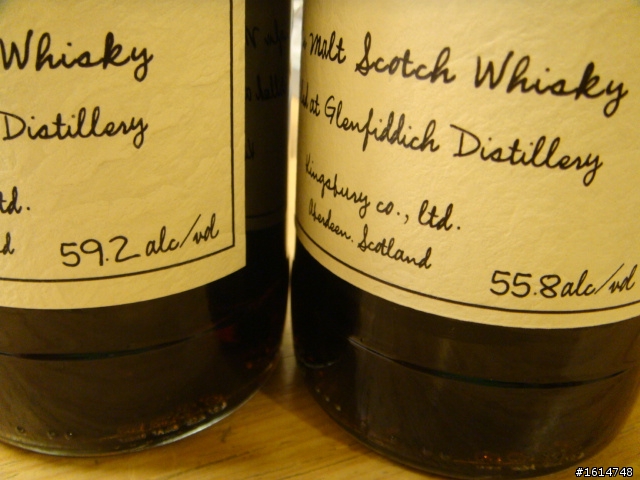 Whisky
Distillery
td.
d 59.2 alc/vol
Malt Scotch Whisky
at Glenfiddich Distillery
Kingsbury co., ltd.
Aberdeen. Scotland
55.8 alc/vol
#1614748